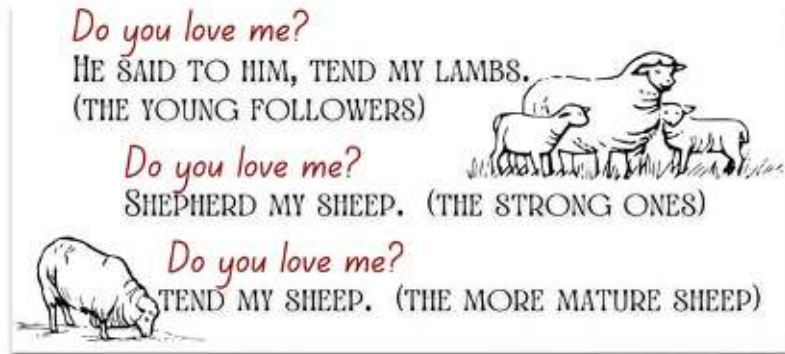 Do you love me?
He said to him, tend my lambs.
(the young followers)
Do you love me?
Shepherd my sheep. (the strong ones)
Do you love me?
tend my sheep. (the more mature sheep)